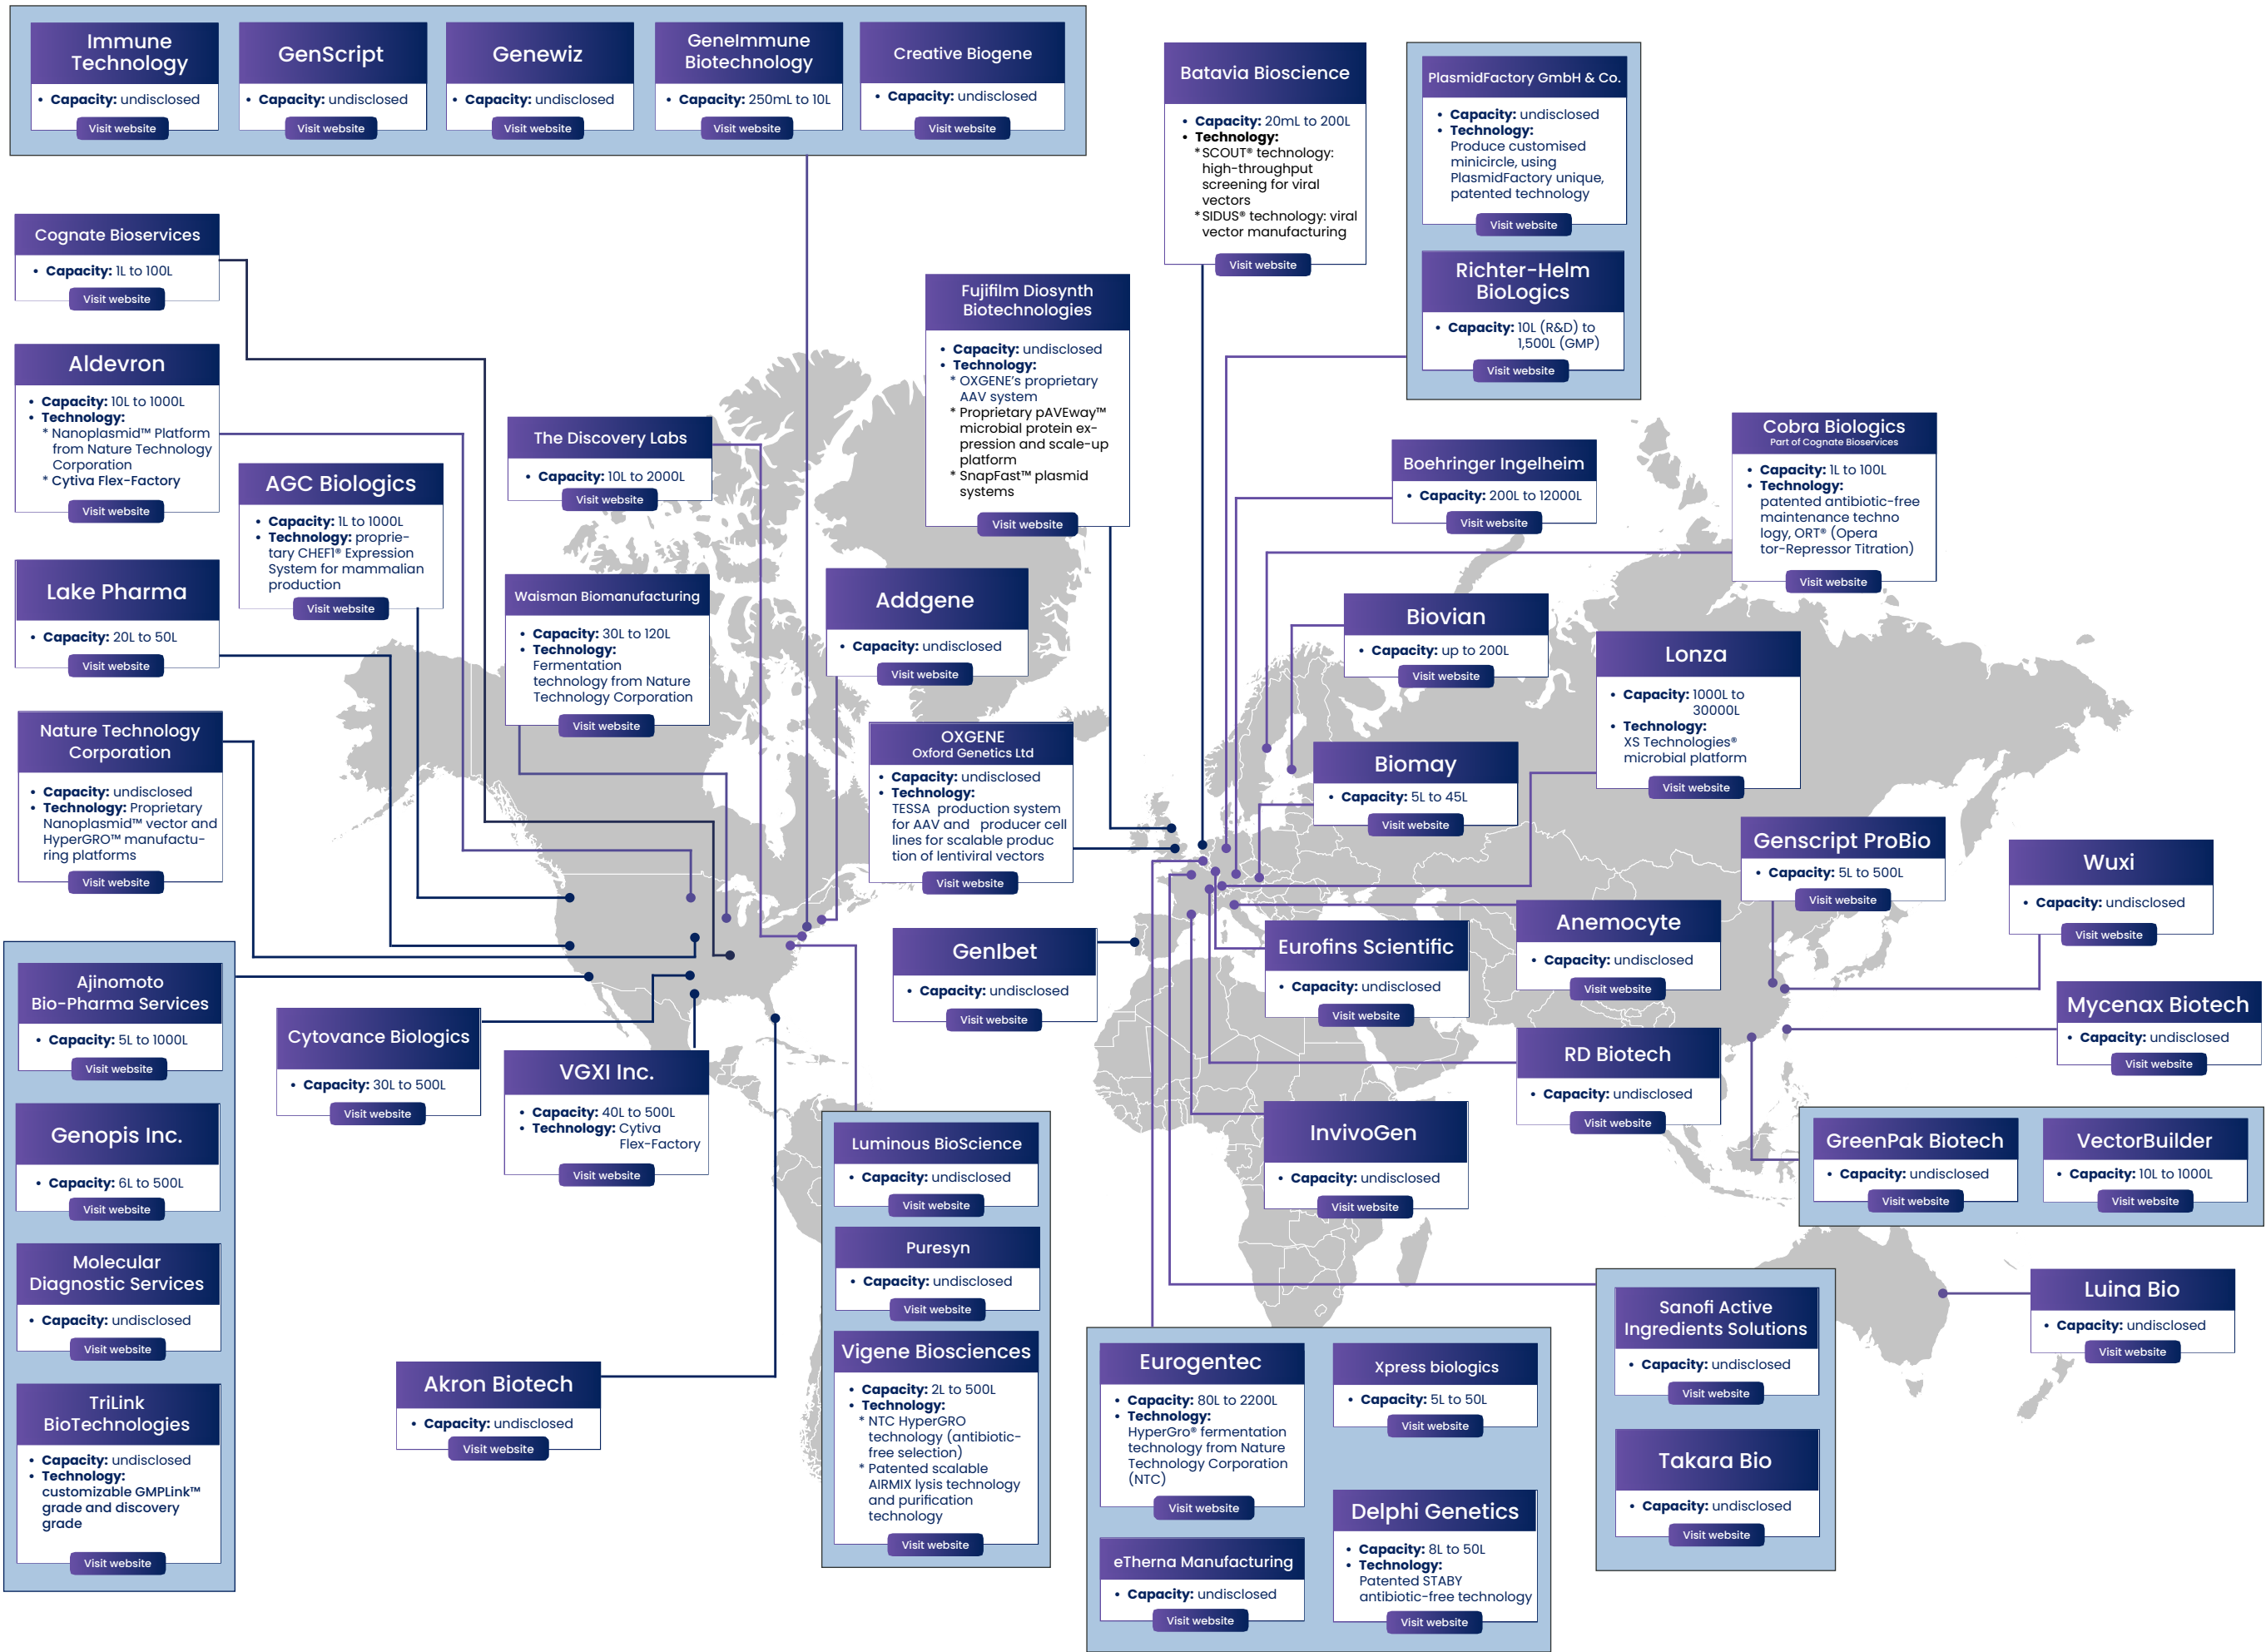 Immune
Technology
• Capacity: undisclosed
Visit website
GenScript
• Capacity: undisclosed
Visit website
Genewiz
• Capacity: undisclosed
Visit website
GeneImmune
Biotechnology
• Capacity: 250mL to 10L
Visit website
Creative Biogene
• Capacity: undisclosed
Visit website
Batavia Bioscience
• Capacity: 20mL to 200L
• Technology:
* SCOUT® technology:
high-throughput
screening for viral
vectors
* SIDUS® technology: viral
vector manufacturing
Visit website
PlasmidFactory GmbH & Co.
• Capacity: undisclosed
• Technology:
Produce customised
minicircle, using
PlasmidFactory unique,
patented technology
Visit website
Richter-Helm
BioLogics
• Capacity: 10L (R&D) to
1,500L (GMP)
Visit website
Cognate Bioservices
• Capacity: 1L to 100L
Visit website
Fujifilm Diosynth
Biotechnologies
• Capacity: undisclosed
• Technology:
* OXGENE's proprietary
AAV system
* Proprietary pAVEway™
microbial protein ex-
pression and scale-up
platform
* SnapFast™ plasmid
systems
Visit website
Aldevron
• Capacity: 10L to 1000L
• Technology:
* Nanoplasmid™ Platform
from Nature Technology
Corporation
* Cytiva Flex-Factory
Visit website
The Discovery Labs
• Capacity: 10L to 2000L
Visit website
Cobra Biologics
Part of Cognate Bioservices
• Capacity: 1L to 100L
• Technology:
patented antibiotic-free
maintenance techno
logy, ORT® (Opera
tor-Repressor Titration)
Visit website
Boehringer Ingelheim
• Capacity: 200L to 12000L
Visit website
AGC Biologics
• Capacity: 1L to 1000L
• Technology: proprie-
tary CHEF1® Expression
System for mammalian
production
Visit website
Lake Pharma
• Capacity: 20L to 50L
Visit website
Waisman Biomanufacturing
• Capacity: 30L to 120L
• Technology:
Fermentation
technology from Nature
Technology Corporation
Visit website
Addgene
• Capacity: undisclosed
Visit website
Biovian
• Capacity: up to 200L
Visit website
Lonza
• Capacity: 1000L to
30000L
• Technology:
XS Technologies®
microbial platform
Visit website
Nature Technology
Corporation
• Capacity: undisclosed
• Technology: Proprietary
Nanoplasmid™ vector and
HyperGRO™ manufactu-
ring platforms
Visit website
OXGENE
Oxford Genetics Ltd
• Capacity: undisclosed
• Technology:
TESSA production system
for AAV and producer cell
lines for scalable produc
tion of lentiviral vectors
Visit website
Biomay
• Capacity: 5L to 45L
Visit website
Genscript ProBio
• Capacity: 5L to 500L
Visit website
Wuxi
• Capacity: undisclosed
Visit website
GenIbet
• Capacity: undisclosed
Visit website
Eurofins Scientific
• Capacity: undisclosed
Visit website
Anemocyte
• Capacity: undisclosed
Visit website
Mycenax Biotech
• Capacity: undisclosed
Visit website
Ajinomoto
Bio-Pharma Services
• Capacity: 5L to 1000L
Visit website
Genopis Inc.
• Capacity: 6L to 500L
Visit website
Molecular
Diagnostic Services
• Capacity: undisclosed
Visit website
TriLink
BioTechnologies
• Capacity: undisclosed
• Technology:
customizable GMPLink™
grade and discovery
grade
Visit website
Cytovance Biologics
• Capacity: 30L to 500L
Visit website
VGXI Inc.
• Capacity: 40L to 500L
• Technology: Cytiva
Flex-Factory
Visit website
RD Biotech
• Capacity: undisclosed
Visit website
InvivoGen
• Capacity: undisclosed
Visit website
GreenPak Biotech
• Capacity: undisclosed
Visit website
VectorBuilder
• Capacity: 10L to 1000L
Visit website
Luminous BioScience
• Capacity: undisclosed
Visit website
Puresyn
• Capacity: undisclosed
Visit website
Vigene Biosciences
• Capacity: 2L to 500L
• Technology:
* NTC HyperGRO
technology (antibiotic-
free selection)
* Patented scalable
AIRMIX lysis technology
and purification
technology
Visit website
Akron Biotech
• Capacity: undisclosed
Visit website
Luina Bio
• Capacity: undisclosed
Visit website
Eurogentec
• Capacity: 80L to 2200L
• Technology:
HyperGro® fermentation
technology from Nature
Technology Corporation
(NTC)
Visit website
Xpress biologics
• Capacity: 5L to 50L
Visit website
eTherna Manufacturing
• Capacity: undisclosed
Visit website
Delphi Genetics
• Capacity: 8L to 50L
• Technology:
Patented STABY
antibiotic-free technology
Visit website
Sanofi Active
Ingredients Solutions
• Capacity: undisclosed
Visit website
Takara Bio
• Capacity: undisclosed
Visit website